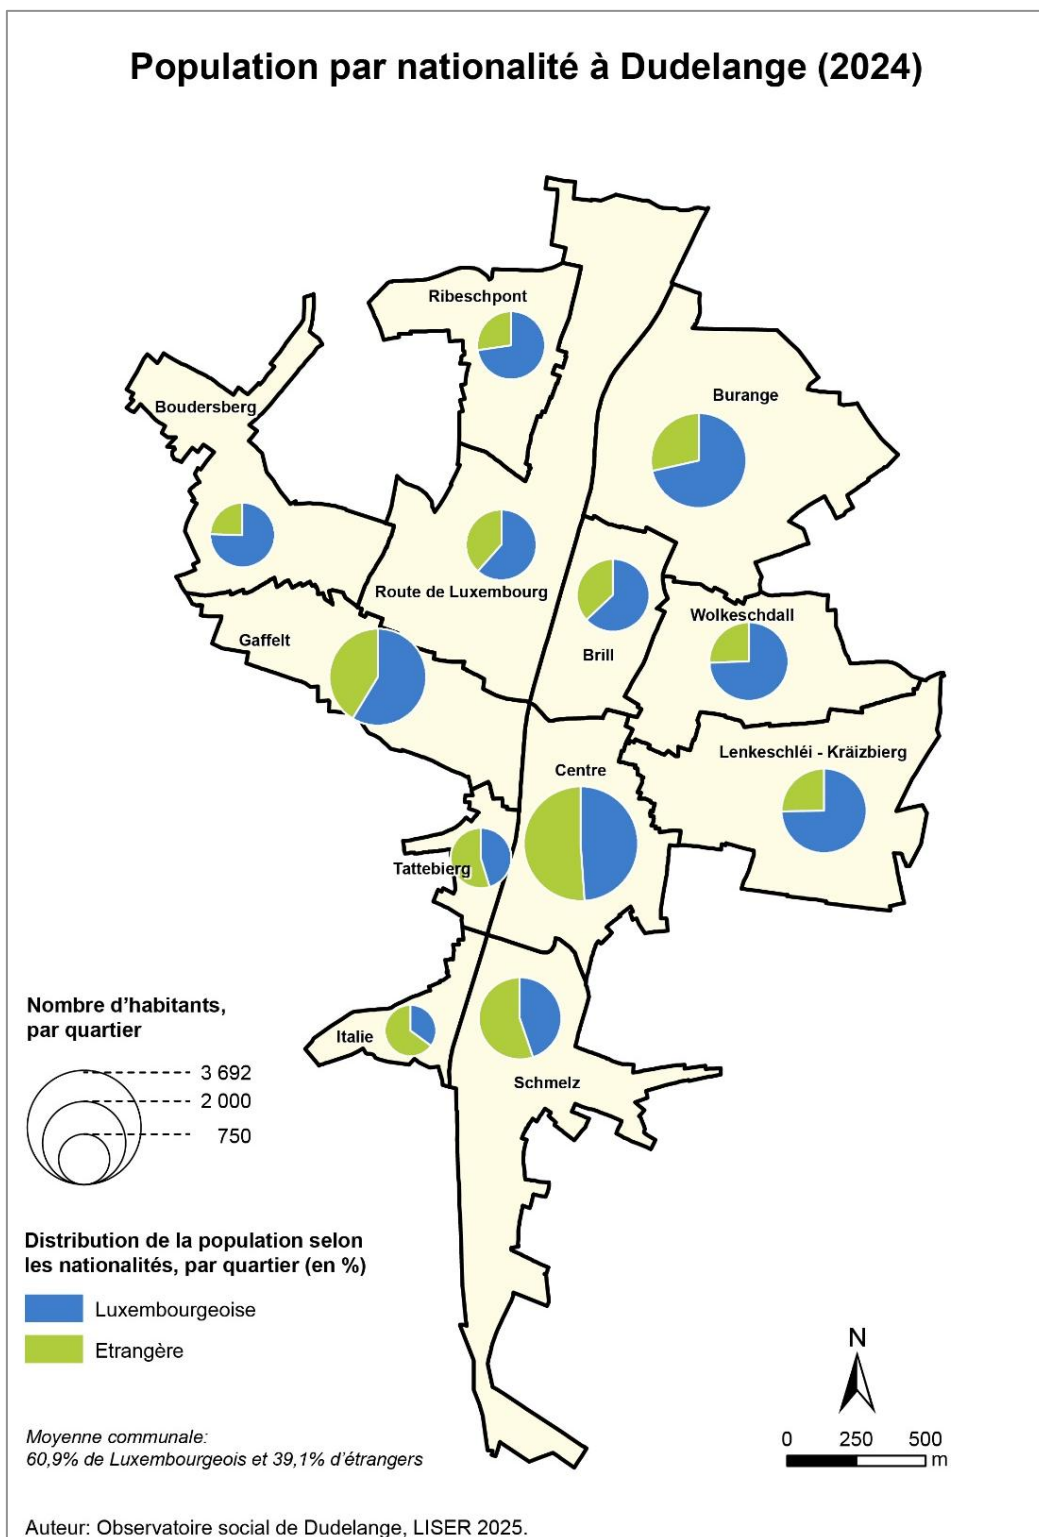 Population par nationalité à Dudelange (2024)
Ribeschpont
Burange
Boudersberg
Route de Luxembourg
Wolkeschdall
Gaffelt
Brill
Lenkeschléi - Kräizbierg
Centre
Tattebierg
Italie
Schmelz
Nombre d’habitants,
par quartier
3 692
2 000
750
Distribution de la population selon
les nationalités, par quartier (en %)
Luxembourgeoise
Etrangère
N
0 250 500
m
Moyenne communale:
60,9% de Luxembourgeois et 39,1% d’étrangers
Auteur: Observatoire social de Dudelange, LISER 2025.